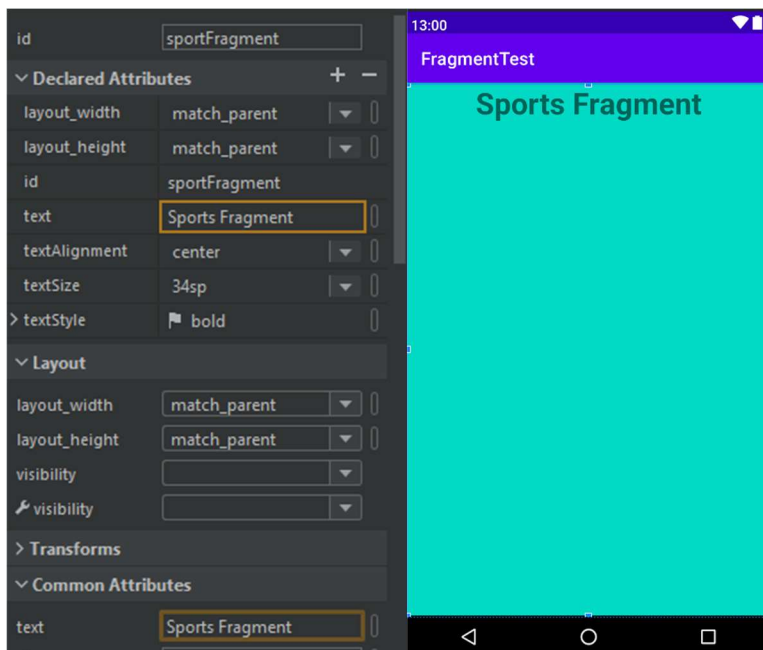 id sportFragment
Declared Attributes + −
layout_width match_parent
layout_height match_parent
id sportFragment
text Sports Fragment
textAlignment center
textSize 34sp
textStyle bold
Layout
layout_width match_parent
layout_height match_parent
visibility
visibility
Transforms
Common Attributes
text Sports Fragment
13:00
FragmentTest
Sports Fragment